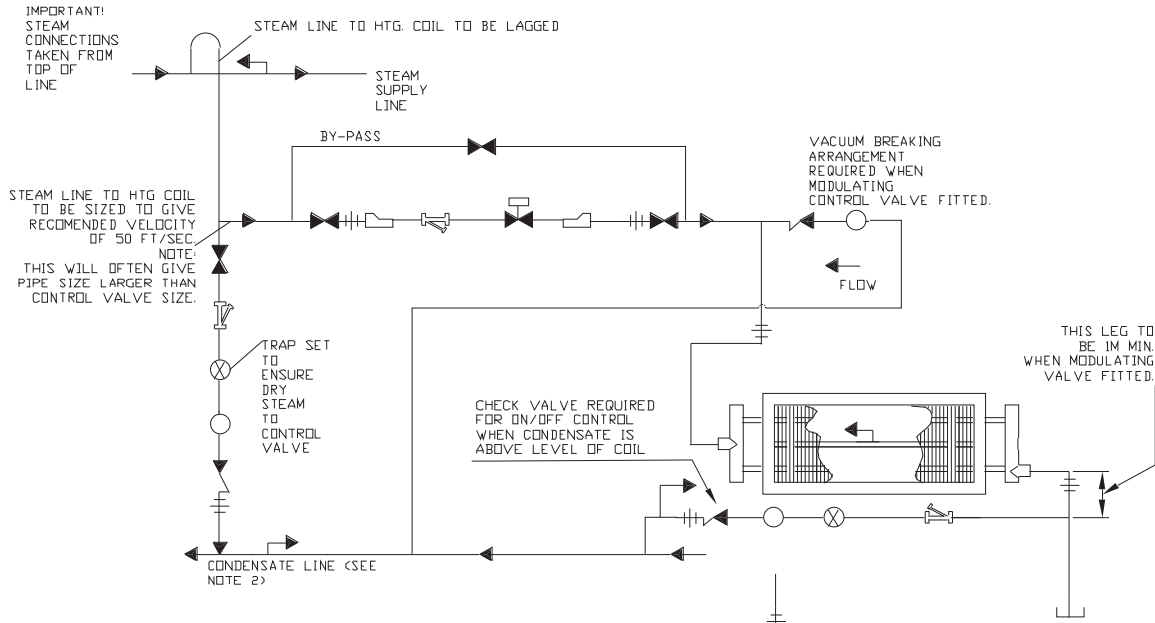 IMPORTANT!
STEAM
CONNECTIONS
TAKEN FROM
TOP OF
LINE
STEAM LINE TO HTG. COIL TO BE LAGGED
STEAM
SUPPLY
LINE
BY-PASS
VACUUM BREAKING
ARRANGEMENT
REQUIRED WHEN
MODULATING
CONTROL VALVE FITTED.
STEAM LINE TO HTG COIL
TO BE SIZED TO GIVE
RECOMENDED VELOCITY
OF 50 FT/SEC.
NOTE:
THIS WILL OFTEN GIVE
PIPE SIZE LARGER THAN
CONTROL VALVE SIZE.
FLOW
TRAP SET
TO
ENSURE
DRY
STEAM
TO
CONTROL
VALVE
THIS LEG TO
BE 1M MIN.
WHEN MODULATING
VALVE FITTED.
CHECK VALVE REQUIRED
FOR ON/OFF CONTROL
WHEN CONDENSATE IS
ABOVE LEVEL OF COIL
CONDENSATE LINE (SEE
NOTE 2)